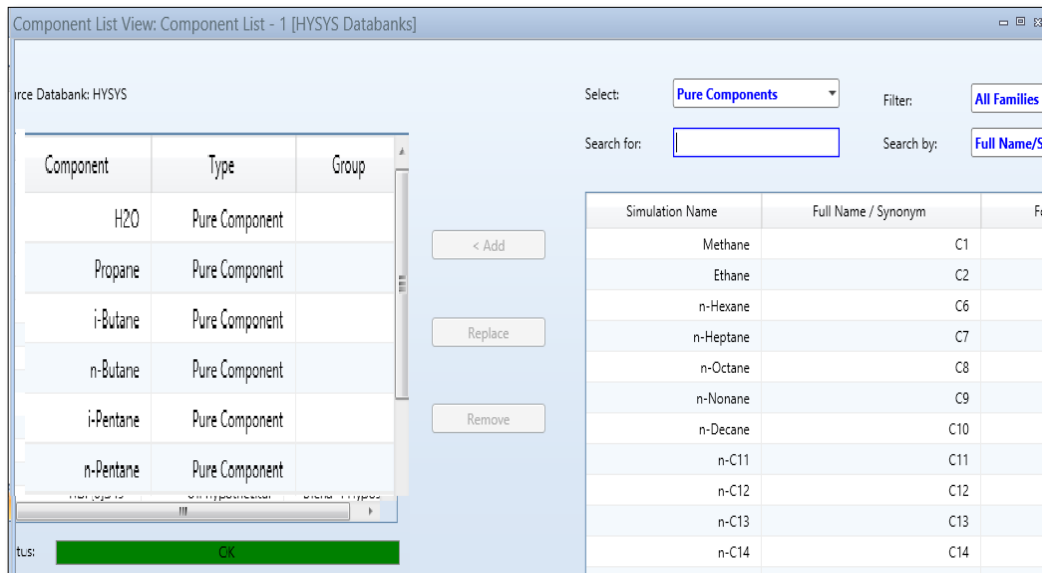 Component List View: Component List - 1 [HYSYS Databanks]
urce Databank: HYSYS
Select: Pure Components Filter: All Families
Search for: Search by: Full Name/S
Component Type Group
H2O Pure Component
Propane Pure Component
i-Butane Pure Component
n-Butane Pure Component
i-Pentane Pure Component
n-Pentane Pure Component
< Add
Replace
Remove
Simulation Name Full Name / Synonym Fo
Methane C1
Ethane C2
n-Hexane C6
n-Heptane C7
n-Octane C8
n-Nonane C9
n-Decane C10
n-C11 C11
n-C12 C12
n-C13 C13
n-C14 C14
tus: OK